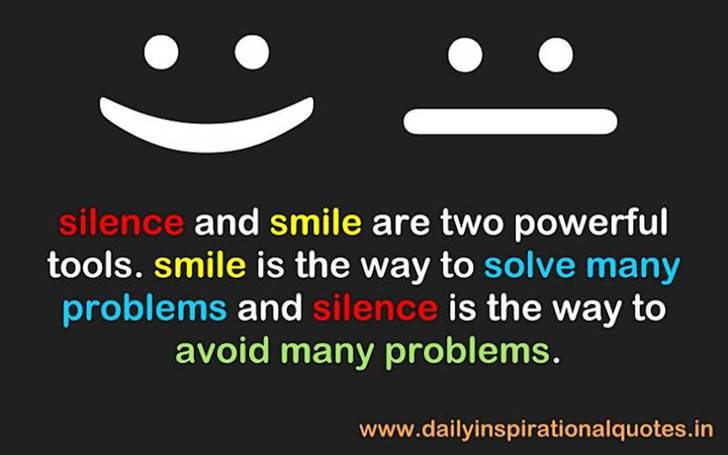 silence and smile are two powerful
tools. smile is the way to solve many
problems and silence is the way to
avoid many problems.
www.dailyinspirationalquotes.in